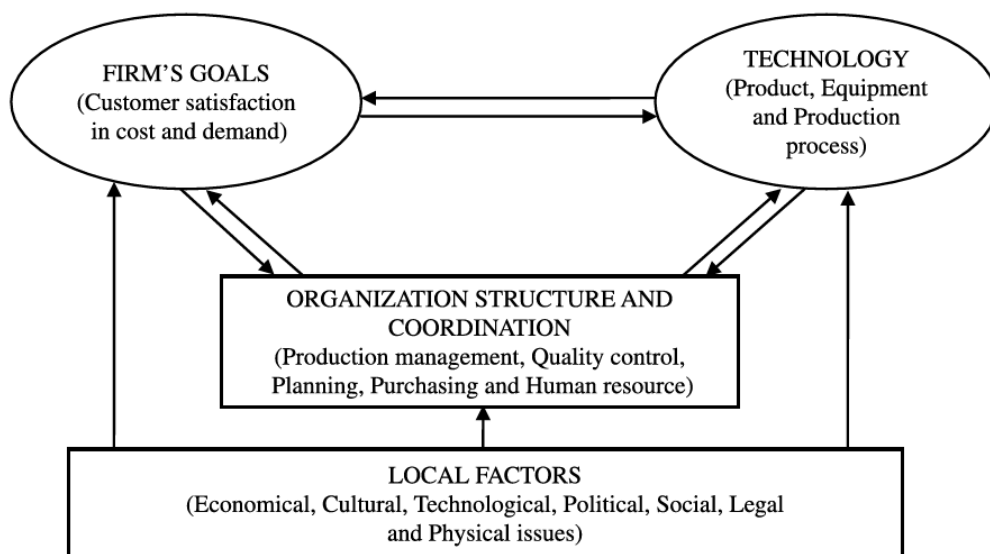 FIRM’S GOALS
(Customer satisfaction
in cost and demand)
TECHNOLOGY
(Product, Equipment
and Production
process)
ORGANIZATION STRUCTURE AND
COORDINATION
(Production management, Quality control,
Planning, Purchasing and Human resource)
LOCAL FACTORS
(Economical, Cultural, Technological, Political, Social, Legal
and Physical issues)